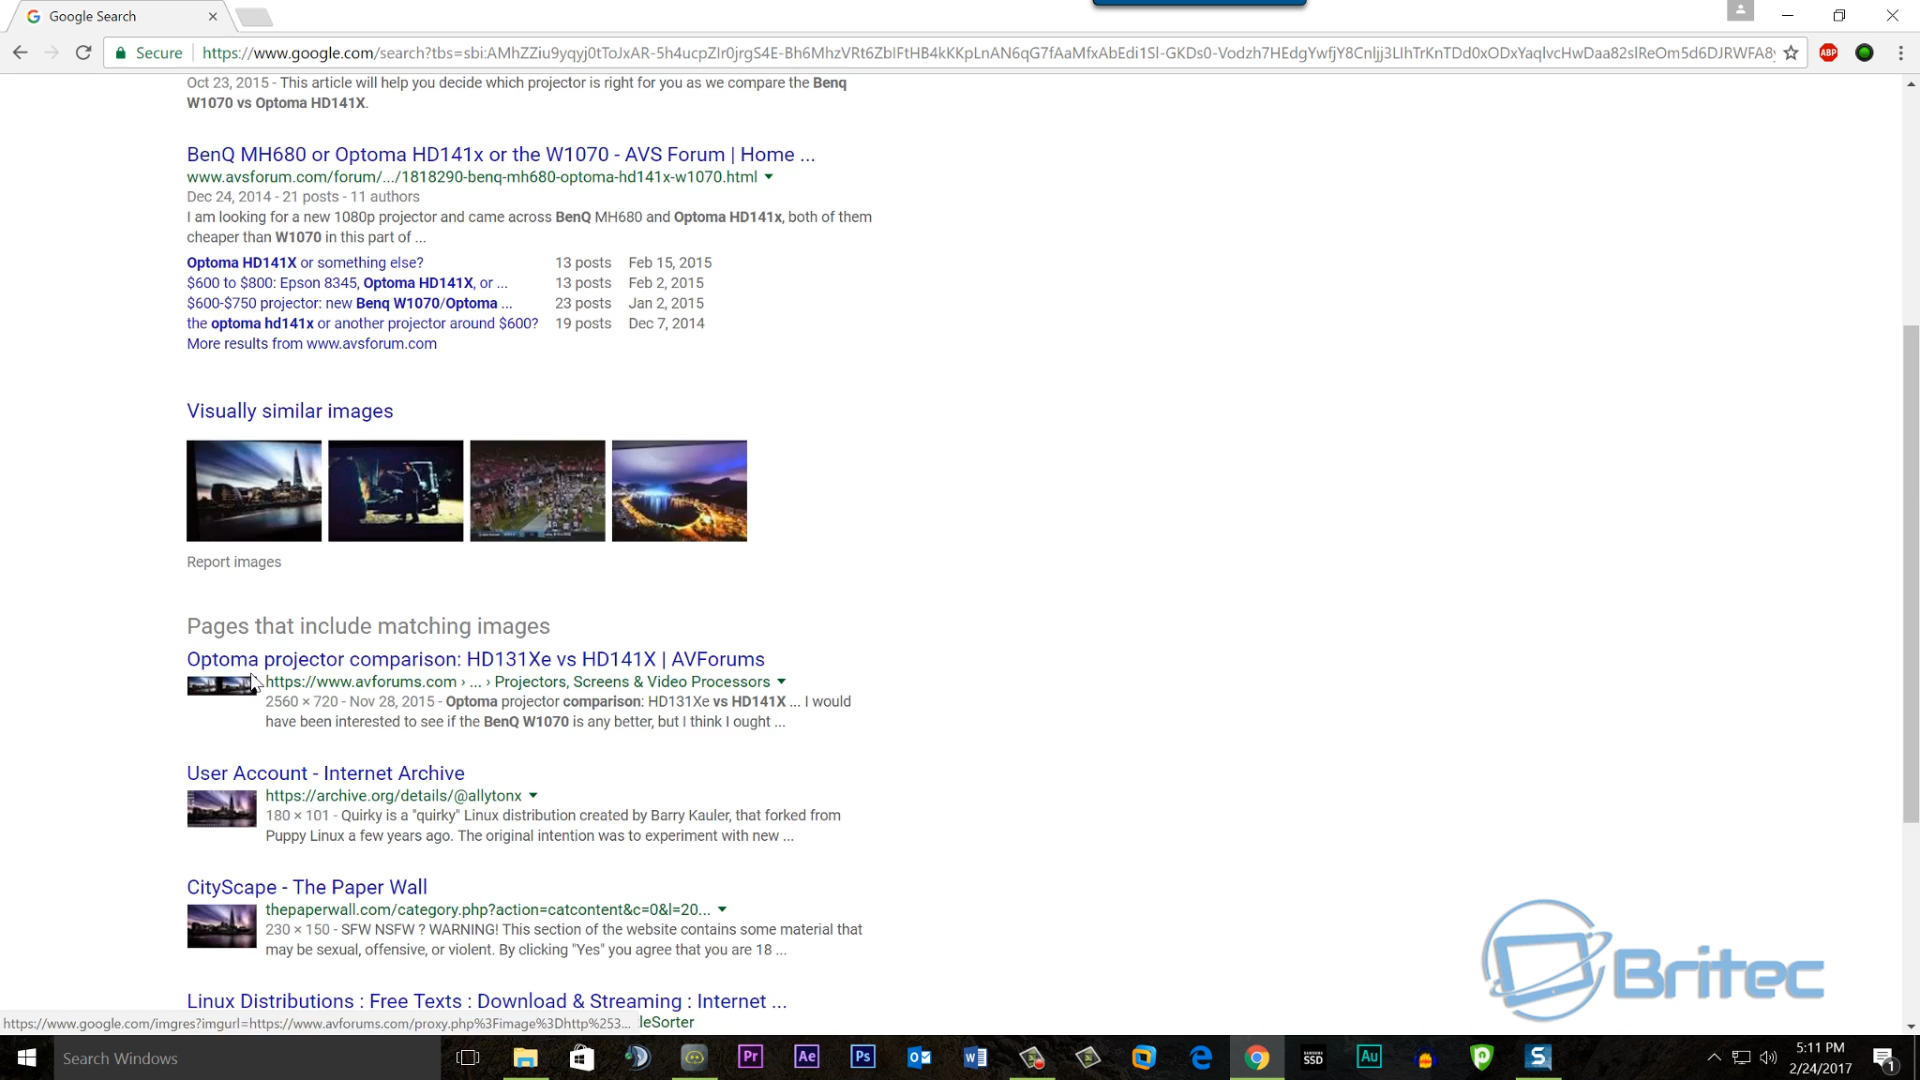 Google Search
Secure
https://www.google.com/search?tbs=sbi:AMhZZiu9yqyj0tToJxAR-5h4ucpZIr0jrgS4E-Bh6MhzVRt6ZbIFtHB4kKKpLnAN6qG7fAaMfxAbEdi1Sl-GKDs0-Vodzh7HEdgYwfjY8Cnljj3LIhTrKnTDd0xODxYaqlvcHwDaa82slReOm5d6DJRWFA8
ABP
Oct 23, 2015 - This article will help you decide which projector is right for you as we compare the Benq
W1070 vs Optoma HD141X.
BenQ MH680 or Optoma HD141x or the W1070 - AVS Forum | Home ...
www.avsforum.com/forum/.../1818290-benq-mh680-optoma-hd141x-w1070.html
Dec 24, 2014 - 21 posts - 11 authors
I am looking for a new 1080p projector and came across BenQ MH680 and Optoma HD141x, both of them
cheaper than W1070 in this part of ...
Optoma HD141X or something else? 13 posts Feb 15, 2015
$600 to $800: Epson 8345, Optoma HD141X, or ... 13 posts Feb 2, 2015
$600-$750 projector: new Benq W1070/Optoma ... 23 posts Jan 2, 2015
the optoma hd141x or another projector around $600? 19 posts Dec 7, 2014
More results from www.avsforum.com
Visually similar images
Report images
Pages that include matching images
Optoma projector comparison: HD131Xe vs HD141X | AVForums
https://www.avforums.com › ... › Projectors, Screens & Video Processors
2560 × 720 - Nov 28, 2015 - Optoma projector comparison: HD131Xe vs HD141X ... I would
have been interested to see if the BenQ W1070 is any better, but I think I ought ...
User Account - Internet Archive
https://archive.org/details/@allytonx
180 × 101 - Quirky is a "quirky" Linux distribution created by Barry Kauler, that forked from
Puppy Linux a few years ago. The original intention was to experiment with new ...
CityScape - The Paper Wall
thepaperwall.com/category.php?action=catcontent&c=0&l=20...
230 × 150 - SFW NSFW ? WARNING! This section of the website contains some material that
may be sexual, offensive, or violent. By clicking "Yes" you agree that you are 18 ...
Britec
Linux Distributions : Free Texts : Download & Streaming : Internet ...
https://www.google.com/imgres?imgurl=https://www.avforums.com/proxy.php%3Fimage%3Dhttp%253... leSorter
Search Windows
Pr
Ae
Ps
SSD
Au
S
5:11 PM
2/24/2017
1